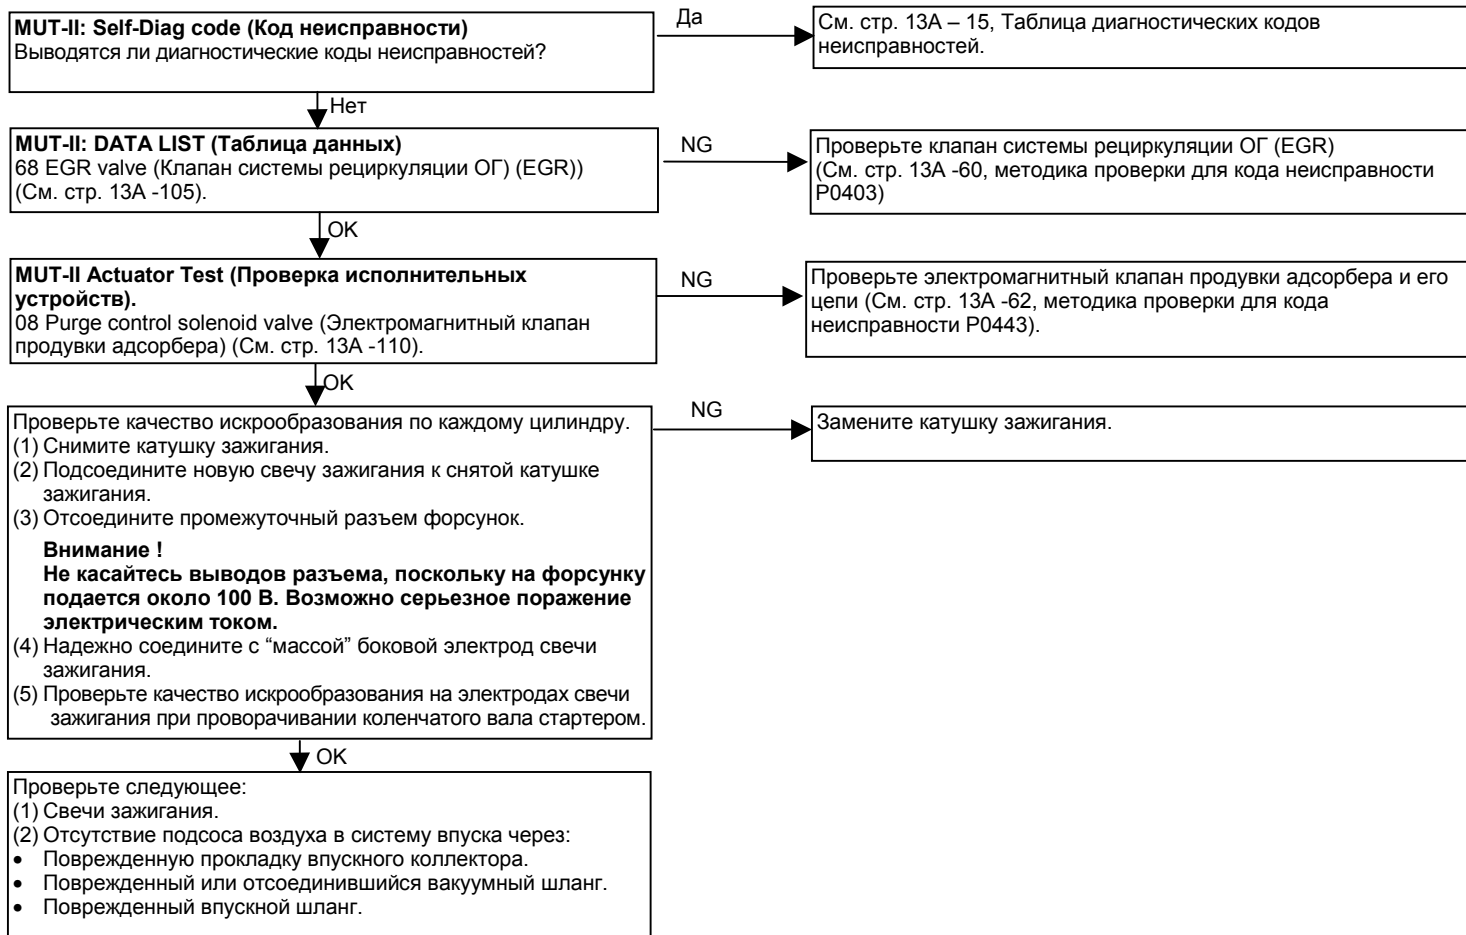 MUT-II: Self-Diag code (Код неисправности)
Выводятся ли диагностические коды неисправностей?
Да
См. стр. 13A – 15, Таблица диагностических кодов
неисправностей.
Нет
MUT-II: DATA LIST (Таблица данных)
68 EGR valve (Клапан системы рециркуляции ОГ) (EGR))
(См. стр. 13A -105).
NG
Проверьте клапан системы рециркуляции ОГ (EGR)
(См. стр. 13A -60, методика проверки для кода неисправности
P0403)
OK
MUT-II Actuator Test (Проверка исполнительных
устройств).
08 Purge control solenoid valve (Электромагнитный клапан
продувки адсорбера) (См. стр. 13A -110).
NG
Проверьте электромагнитный клапан продувки адсорбера и его
цепи (См. стр. 13A -62, методика проверки для кода
неисправности P0443).
OK
Проверьте качество искрообразования по каждому цилиндру.
(1) Снимите катушку зажигания.
(2) Подсоедините новую свечу зажигания к снятой катушке
зажигания.
(3) Отсоедините промежуточный разъем форсунок.
Внимание !
Не касайтесь выводов разъема, поскольку на форсунку
подается около 100 В. Возможно серьезное поражение
электрическим током.
(4) Надежно соедините с “массой” боковой электрод свечи
зажигания.
(5) Проверьте качество искрообразования на электродах свечи
зажигания при проворачивании коленчатого вала стартером.
NG
Замените катушку зажигания.
OK
Проверьте следующее:
(1) Свечи зажигания.
(2) Отсутствие подсоса воздуха в систему впуска через:
• Поврежденную прокладку впускного коллектора.
• Поврежденный или отсоединившийся вакуумный шланг.
• Поврежденный впускной шланг.